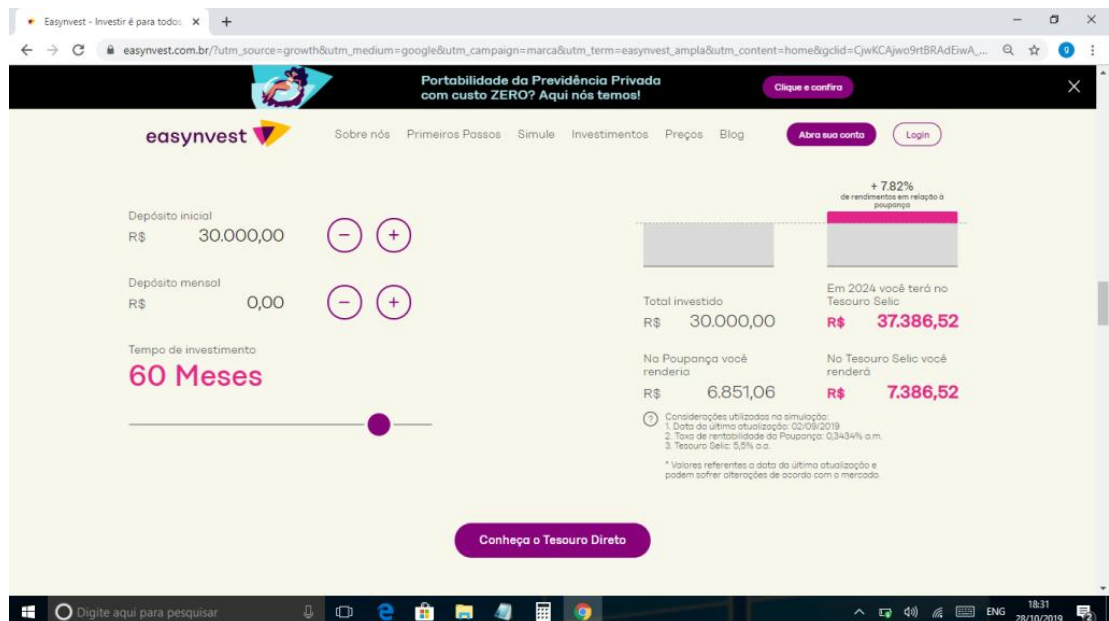 Easynvest - Investir é para todos
easynvest.com.br/?utm_source=growth&utm_medium=google&utm_campaign=marca&utm_term=easynvest_ampla&utm_content=home&gclid=CjwKCAjwo9rtBRAdEiwA_...
g
Portabilidade da Previdência Privada
com custo ZERO? Aqui nós temos!
Clique e confira
easynvest
Sobre nós Primeiros Passos Simule Investimentos Preços Blog
Abra sua conta
Login
Depósito inicial
R$ 30.000,00
Depósito mensal
R$ 0,00
Tempo de investimento
60 Meses
+ 7.82%
de rendimentos em relação à
poupança
Total investido
R$ 30.000,00
Em 2024 você terá no
Tesouro Selic
R$ 37.386,52
Na Poupança você
renderia
R$ 6.851,06
No Tesouro Selic você
renderá
R$ 7.386,52
? Considerações utilizadas na simulação:
1. Data da última atualização: 02/09/2019
2. Taxa de rentabilidade da Poupança: 0,3434% a.m.
3. Tesouro Selic: 5,5% a.a.
* Valores referentes a data da última atualização e
podem sofrer alterações de acordo com o mercado.
Conheça o Tesouro Direto
Digite aqui para pesquisar
ENG
18:31
28/10/2019
2